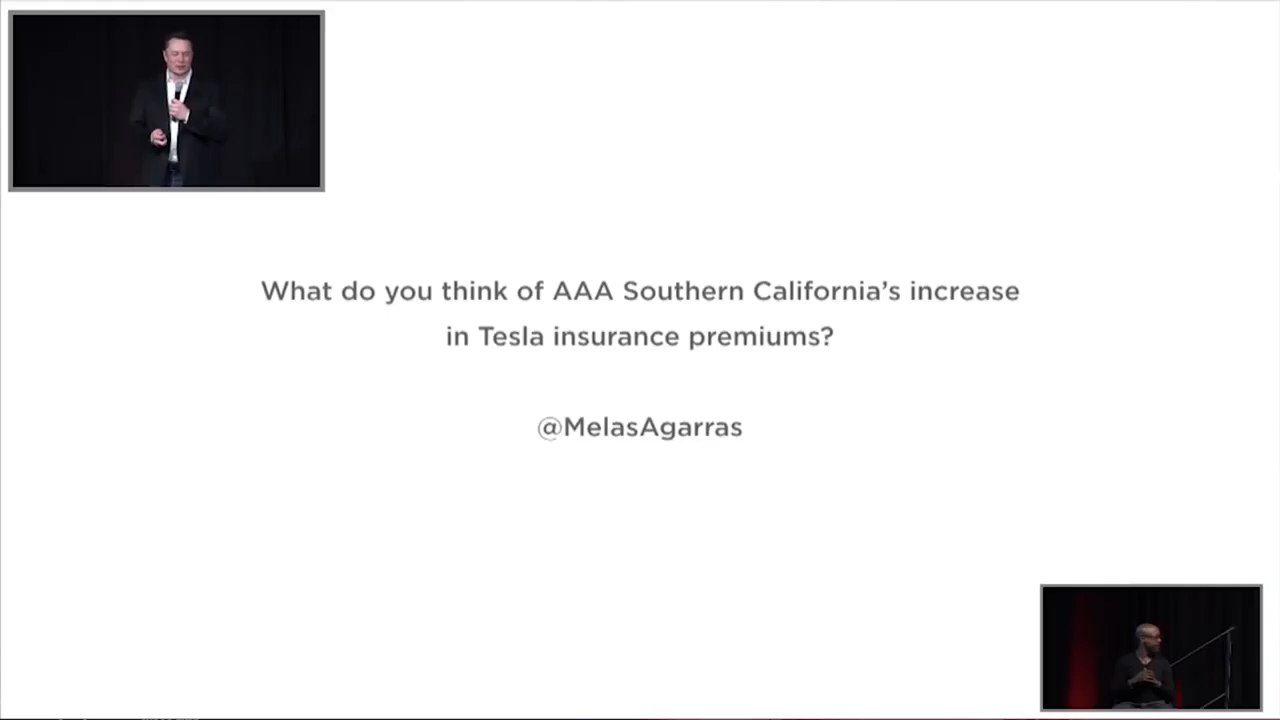 What do you think of AAA Southern California’s increase
in Tesla insurance premiums?
@MelasAgarras